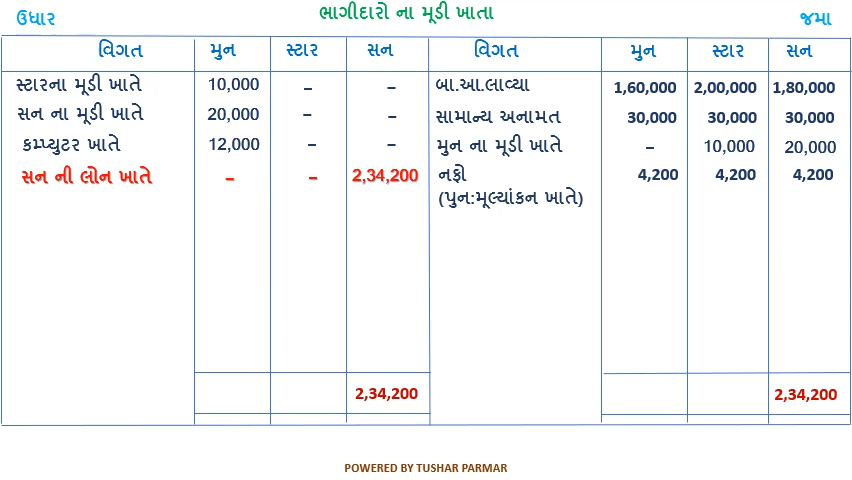 ભાગીદારો ના મૂડી ખાતા
ઉધાર જમા
વિગત મુન સ્ટાર સન વિગત મુન સ્ટાર સન
સ્ટારના મૂડી ખાતે 10,000 – – બા.આ.લાવ્યા 1,60,000 2,00,000 1,80,000
સન ના મૂડી ખાતે 20,000 – – સામાન્ય અનામત 30,000 30,000 30,000
કમ્પ્યુટર ખાતે 12,000 – – મુન ના મૂડી ખાતે – 10,000 20,000
સન ની લોન ખાતે – – 2,34,200 નફો 4,200 4,200 4,200
(પુન:મૂલ્યાંકન ખાતે)
2,34,200 2,34,200
POWERED BY TUSHAR PARMAR